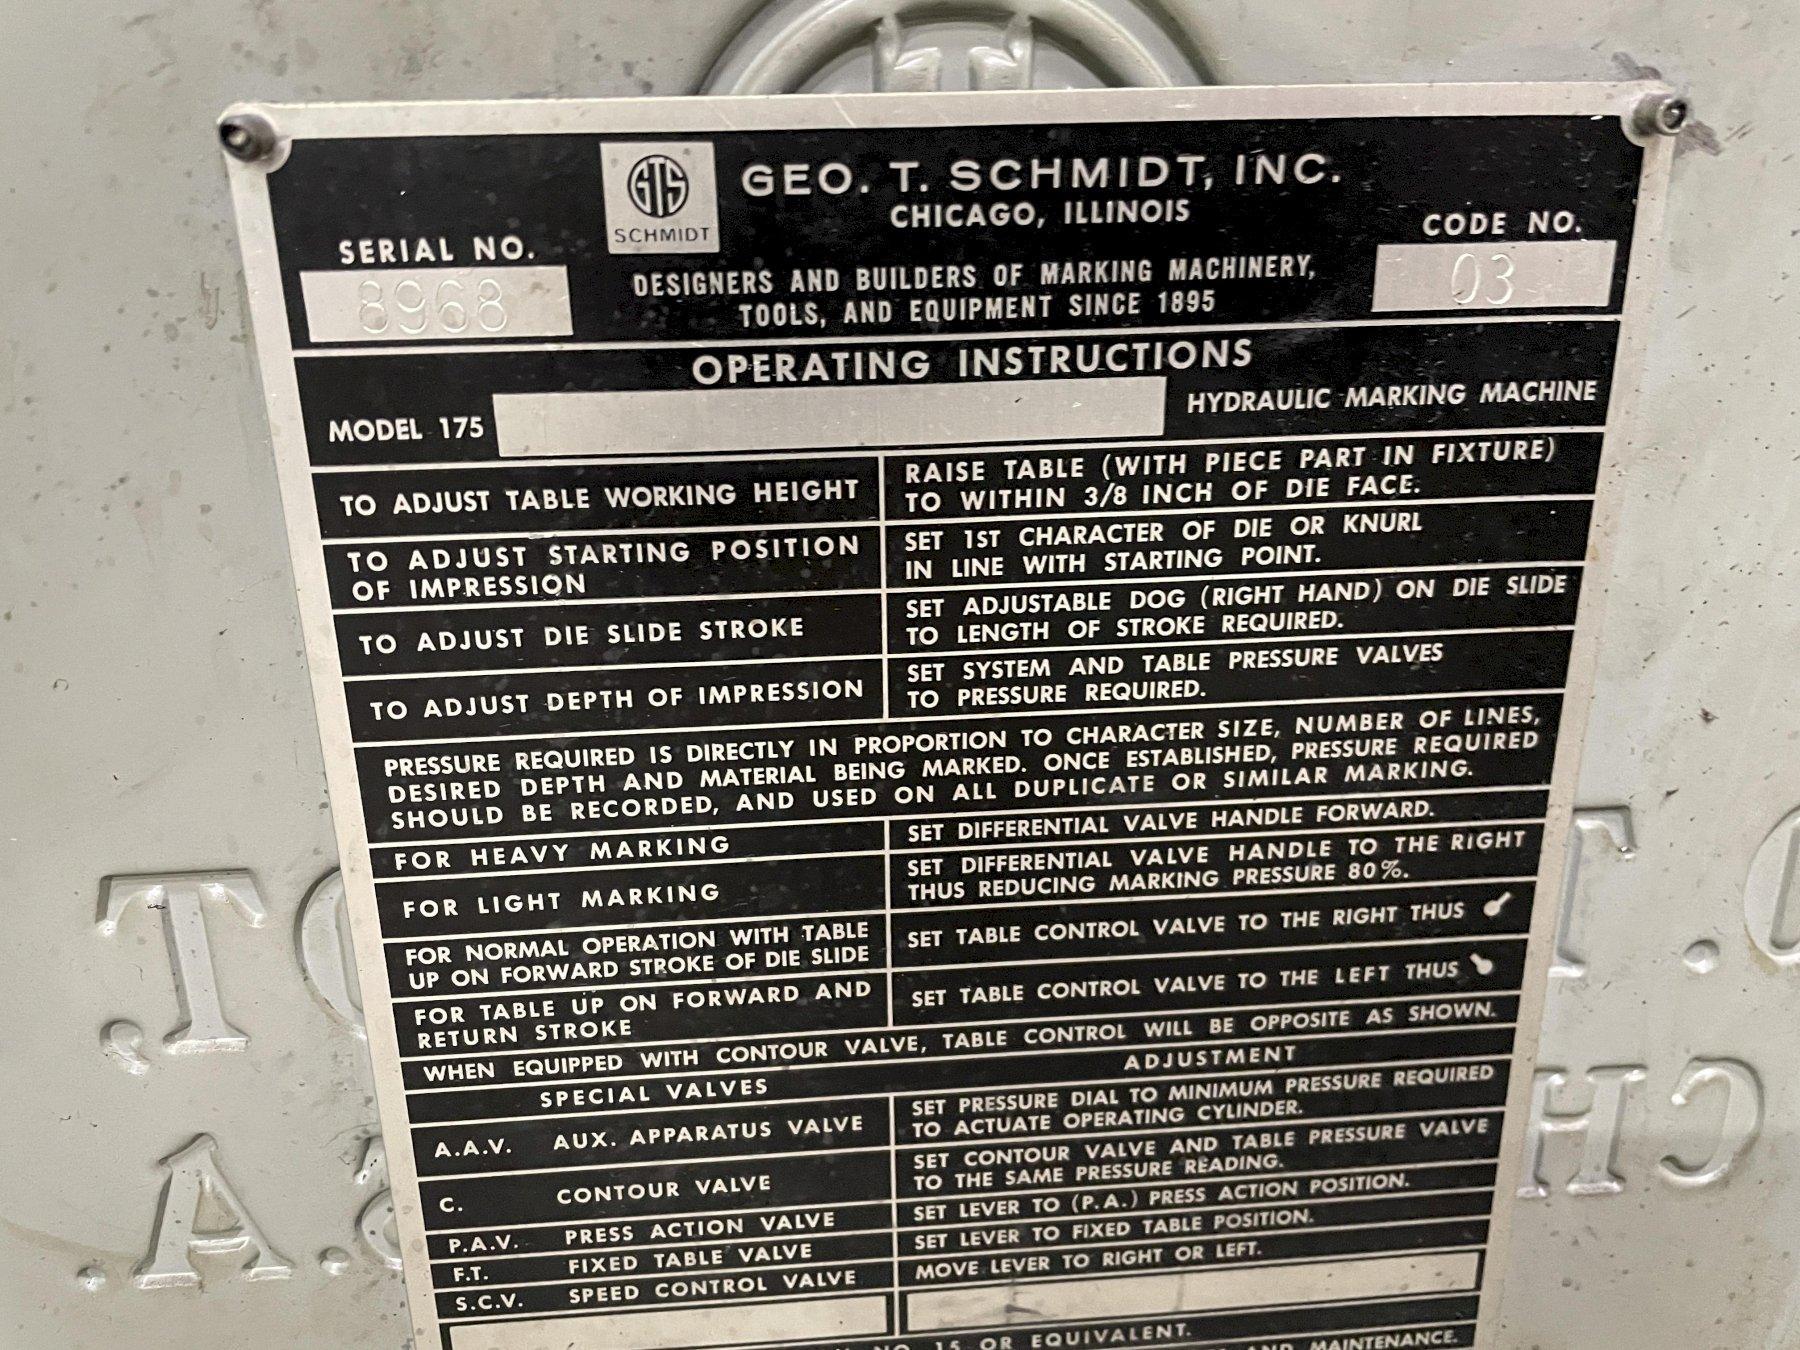 GTS
SCHMIDT
GEO. T. SCHMIDT, INC.
CHICAGO, ILLINOIS
SERIAL NO.
8968
CODE NO.
03
DESIGNERS AND BUILDERS OF MARKING MACHINERY,
TOOLS, AND EQUIPMENT SINCE 1895
OPERATING INSTRUCTIONS
MODEL 175
HYDRAULIC MARKING MACHINE
TO ADJUST TABLE WORKING HEIGHT
RAISE TABLE (WITH PIECE PART IN FIXTURE)
TO WITHIN 3/8 INCH OF DIE FACE.
TO ADJUST STARTING POSITION
OF IMPRESSION
SET 1ST CHARACTER OF DIE OR KNURL
IN LINE WITH STARTING POINT.
TO ADJUST DIE SLIDE STROKE
SET ADJUSTABLE DOG (RIGHT HAND) ON DIE SLIDE
TO LENGTH OF STROKE REQUIRED.
TO ADJUST DEPTH OF IMPRESSION
SET SYSTEM AND TABLE PRESSURE VALVES
TO PRESSURE REQUIRED.
PRESSURE REQUIRED IS DIRECTLY IN PROPORTION TO CHARACTER SIZE, NUMBER OF LINES,
DESIRED DEPTH AND MATERIAL BEING MARKED. ONCE ESTABLISHED, PRESSURE REQUIRED
SHOULD BE RECORDED, AND USED ON ALL DUPLICATE OR SIMILAR MARKING.
FOR HEAVY MARKING
SET DIFFERENTIAL VALVE HANDLE FORWARD.
FOR LIGHT MARKING
SET DIFFERENTIAL VALVE HANDLE TO THE RIGHT
THUS REDUCING MARKING PRESSURE 80%.
FOR NORMAL OPERATION WITH TABLE
UP ON FORWARD STROKE OF DIE SLIDE
SET TABLE CONTROL VALVE TO THE RIGHT THUS
FOR TABLE UP ON FORWARD AND
RETURN STROKE
SET TABLE CONTROL VALVE TO THE LEFT THUS
WHEN EQUIPPED WITH CONTOUR VALVE, TABLE CONTROL WILL BE OPPOSITE AS SHOWN.
SPECIAL VALVES
ADJUSTMENT
A.A.V. AUX. APPARATUS VALVE
SET PRESSURE DIAL TO MINIMUM PRESSURE REQUIRED
TO ACTUATE OPERATING CYLINDER.
C. CONTOUR VALVE
SET CONTOUR VALVE AND TABLE PRESSURE VALVE
TO THE SAME PRESSURE READING.
P.A.V. PRESS ACTION VALVE
SET LEVER TO (P.A.) PRESS ACTION POSITION.
F.T. FIXED TABLE VALVE
SET LEVER TO FIXED TABLE POSITION.
S.C.V. SPEED CONTROL VALVE
MOVE LEVER TO RIGHT OR LEFT.
NO. 15 OR EQUIVALENT.
AND MAINTENANCE.